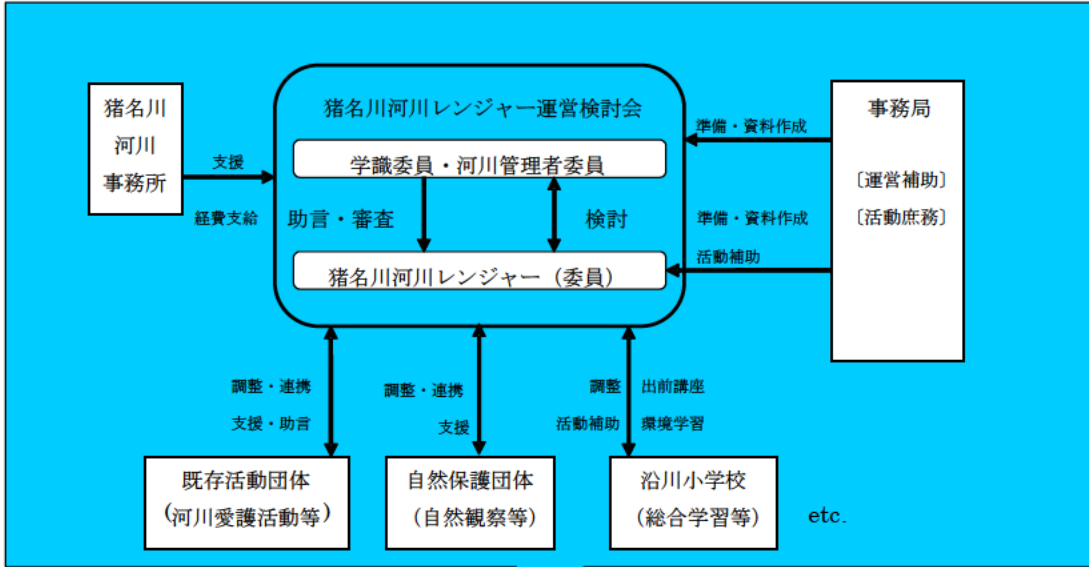 猪名川
河川
事務所
支援
経費支給
猪名川河川レンジャー運営検討会
学識委員・河川管理者委員
助言・審査
検討
猪名川河川レンジャー（委員）
準備・資料作成
準備・資料作成
活動補助
事務局
〔運営補助〕
〔活動庶務〕
調整・連携
支援・助言
調整・連携
支援
調整
活動補助
出前講座
環境学習
既存活動団体
(河川愛護活動等)
自然保護団体
（自然観察等）
沿川小学校
（総合学習等）
etc.